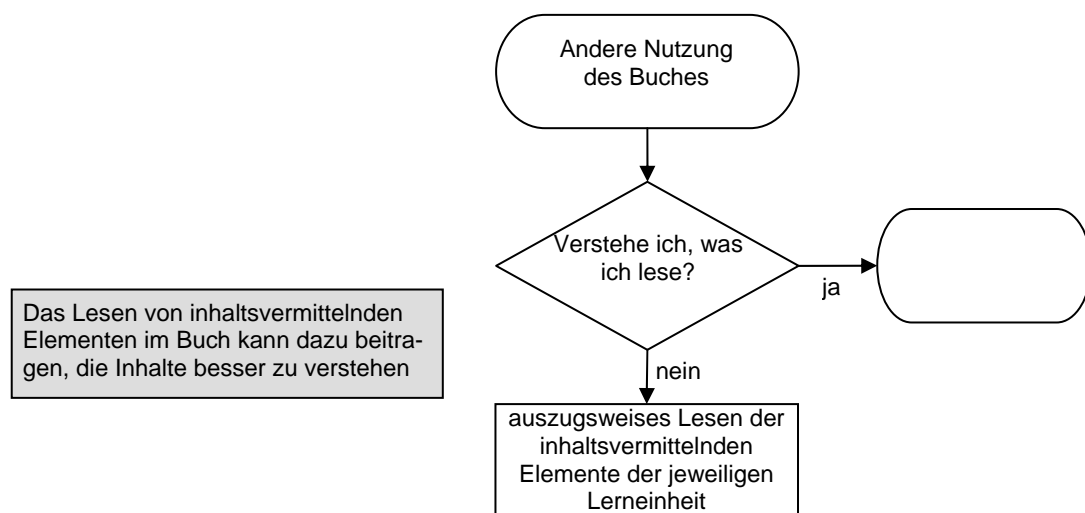 Andere Nutzung
des Buches
Verstehe ich, was
ich lese?
ja
Das Lesen von inhaltsvermittelnden
Elementen im Buch kann dazu beitra-
gen, die Inhalte besser zu verstehen
nein
auszugsweises Lesen der
inhaltsvermittelnden
Elemente der jeweiligen
Lerneinheit